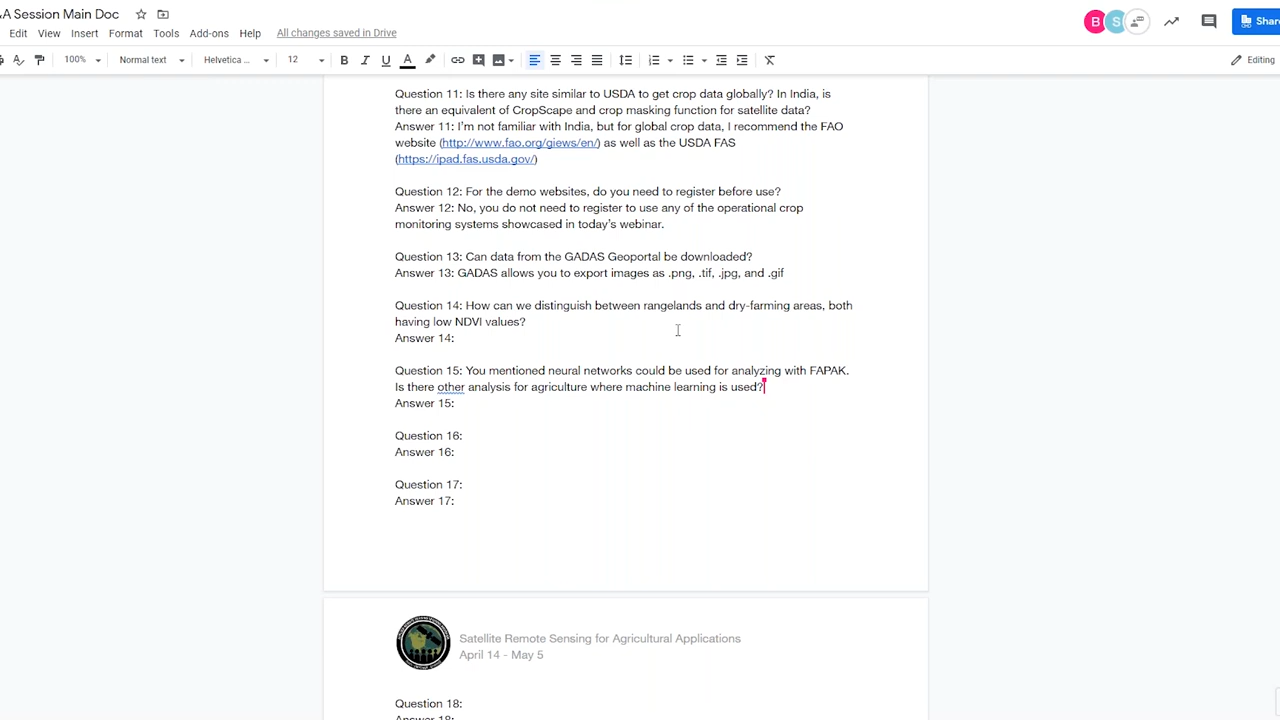 &A Session Main Doc
Edit View Insert Format Tools Add-ons Help All changes saved in Drive
B S Share
100% Normal text Helvetica ... 12 B I U A Editing
Question 11: Is there any site similar to USDA to get crop data globally? In India, is
there an equivalent of CropScape and crop masking function for satellite data?
Answer 11: I'm not familiar with India, but for global crop data, I recommend the FAO
website (http://www.fao.org/giews/en/) as well as the USDA FAS
(https://ipad.fas.usda.gov/)
Question 12: For the demo websites, do you need to register before use?
Answer 12: No, you do not need to register to use any of the operational crop
monitoring systems showcased in today's webinar.
Question 13: Can data from the GADAS Geoportal be downloaded?
Answer 13: GADAS allows you to export images as .png, .tif, .jpg, and .gif
Question 14: How can we distinguish between rangelands and dry-farming areas, both
having low NDVI values?
Answer 14:
Question 15: You mentioned neural networks could be used for analyzing with FAPAK.
Is there other analysis for agriculture where machine learning is used?
Answer 15:
Question 16:
Answer 16:
Question 17:
Answer 17:
Satellite Remote Sensing for Agricultural Applications
April 14 - May 5
Question 18:
Answer 18: